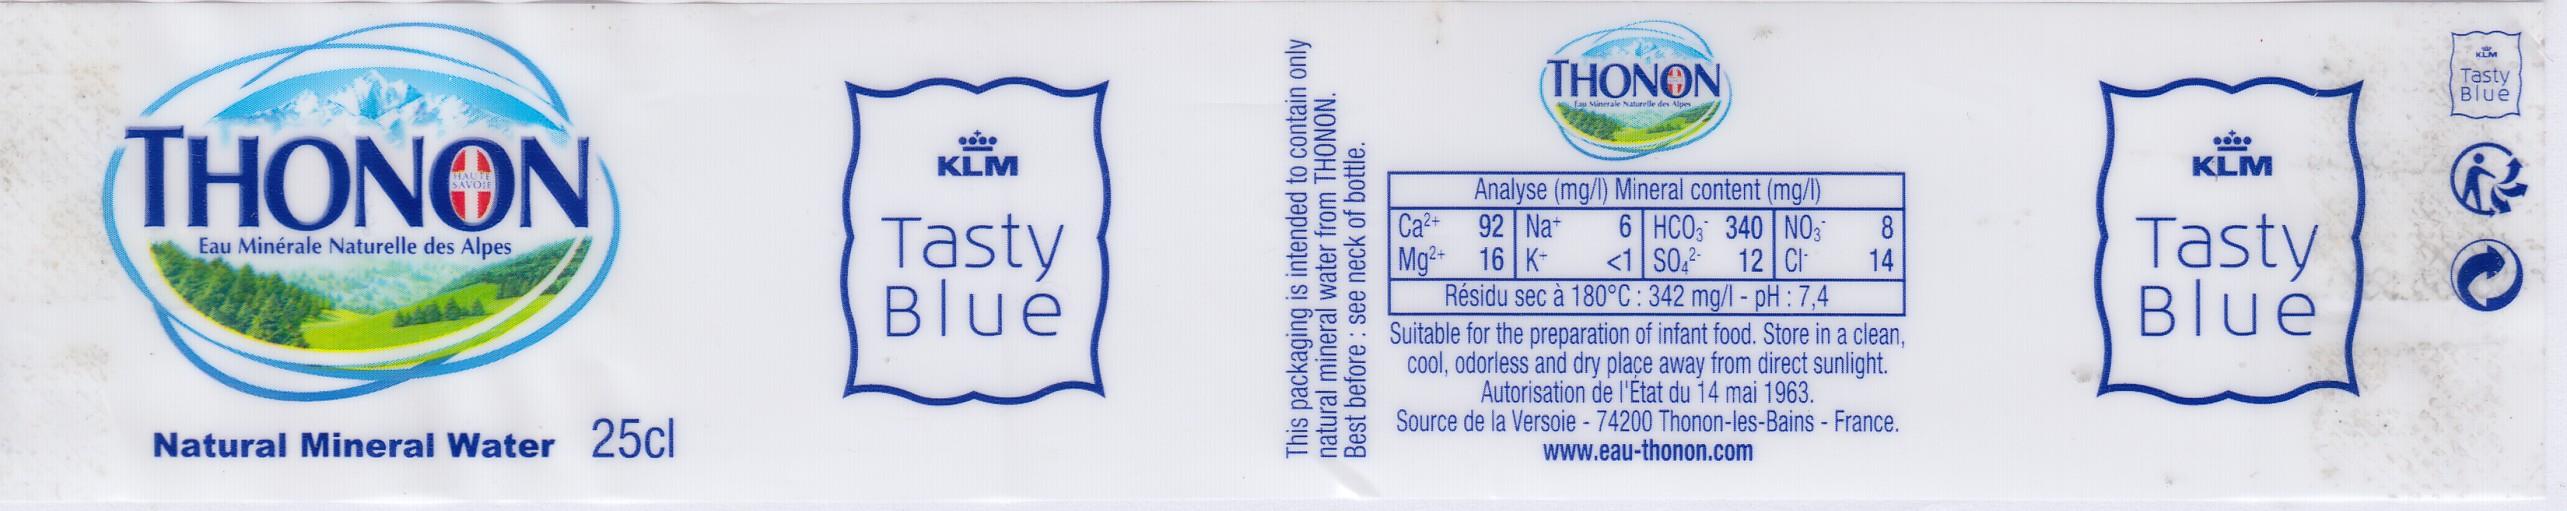 THONON
HAUTE
SAVOIE
Eau Minérale Naturelle des Alpes
Natural Mineral Water 25cl
KLM
Tasty
Blue
This packaging is intended to contain only
natural mineral water from THONON.
Best before : see neck of bottle.
THONON
Eau Minérale Naturelle des Alpes
Analyse (mg/l) Mineral content (mg/l)
Ca²⁺ 92 Na⁺ 6 HCO₃⁻ 340 NO₃⁻ 8
Mg²⁺ 16 K⁺ <1 SO₄²⁻ 12 Cl⁻ 14
Résidu sec à 180°C : 342 mg/l - pH : 7,4
Suitable for the preparation of infant food. Store in a clean,
cool, odorless and dry place away from direct sunlight.
Autorisation de l'État du 14 mai 1963.
Source de la Versoie - 74200 Thonon-les-Bains - France.
www.eau-thonon.com
KLM
Tasty
Blue
KLM
Tasty
Blue